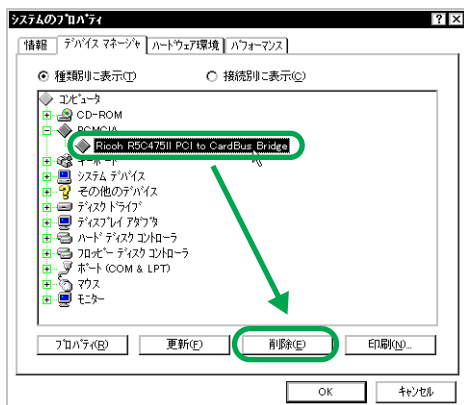 システムのプロパティ
情報 デバイス マネージャ ハードウェア環境 パフォーマンス
種類別に表示(T) 接続別に表示(C)
コンピュータ
CD-ROM
PCMCIA
Ricoh R5C475II PCI to CardBus Bridge
キーボード
システム デバイス
その他のデバイス
ディスク ドライブ
ディスプレイ アダプタ
ハード ディスク コントローラ
フロッピー ディスク コントローラ
ポート (COM & LPT)
マウス
モニター
プロパティ(R) 更新(F) 削除(E) 印刷(N)...
OK キャンセル